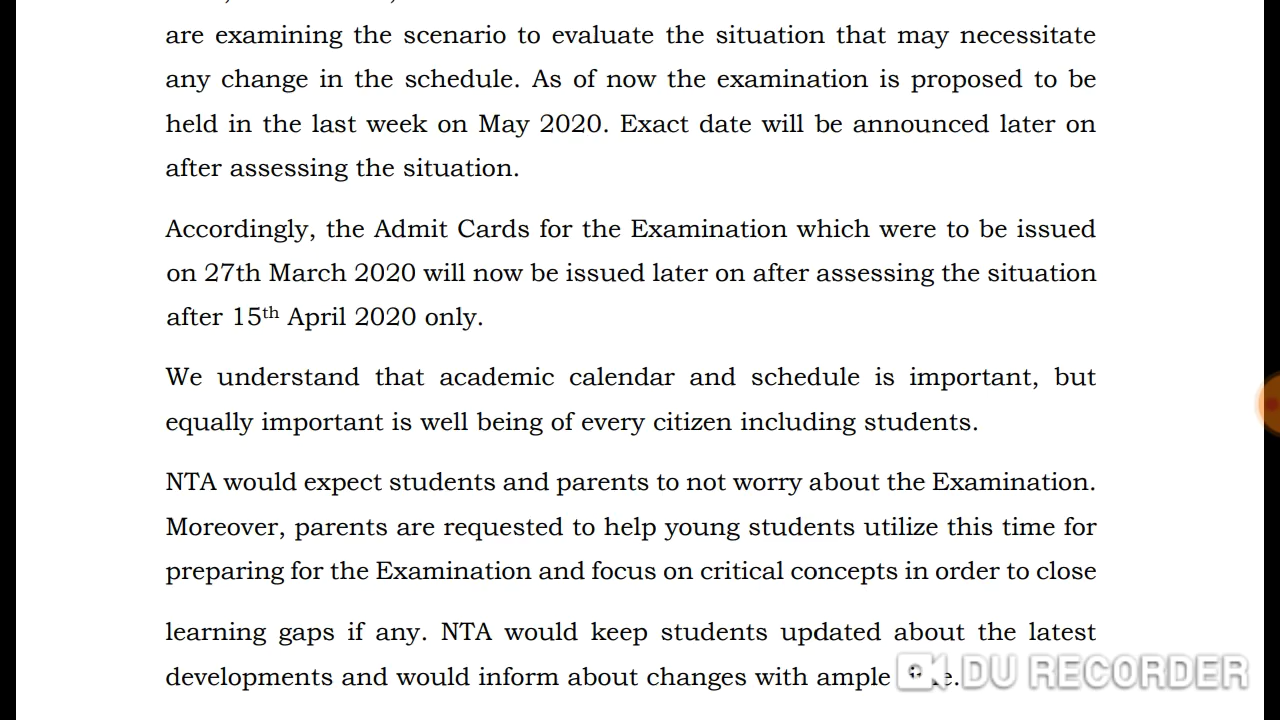 are examining the scenario to evaluate the situation that may necessitate
any change in the schedule. As of now the examination is proposed to be
held in the last week on May 2020. Exact date will be announced later on
after assessing the situation.
Accordingly, the Admit Cards for the Examination which were to be issued
on 27th March 2020 will now be issued later on after assessing the situation
after 15th April 2020 only.
We understand that academic calendar and schedule is important, but
equally important is well being of every citizen including students.
NTA would expect students and parents to not worry about the Examination.
Moreover, parents are requested to help young students utilize this time for
preparing for the Examination and focus on critical concepts in order to close
learning gaps if any. NTA would keep students updated about the latest
developments and would inform about changes with ample
DU RECORDER